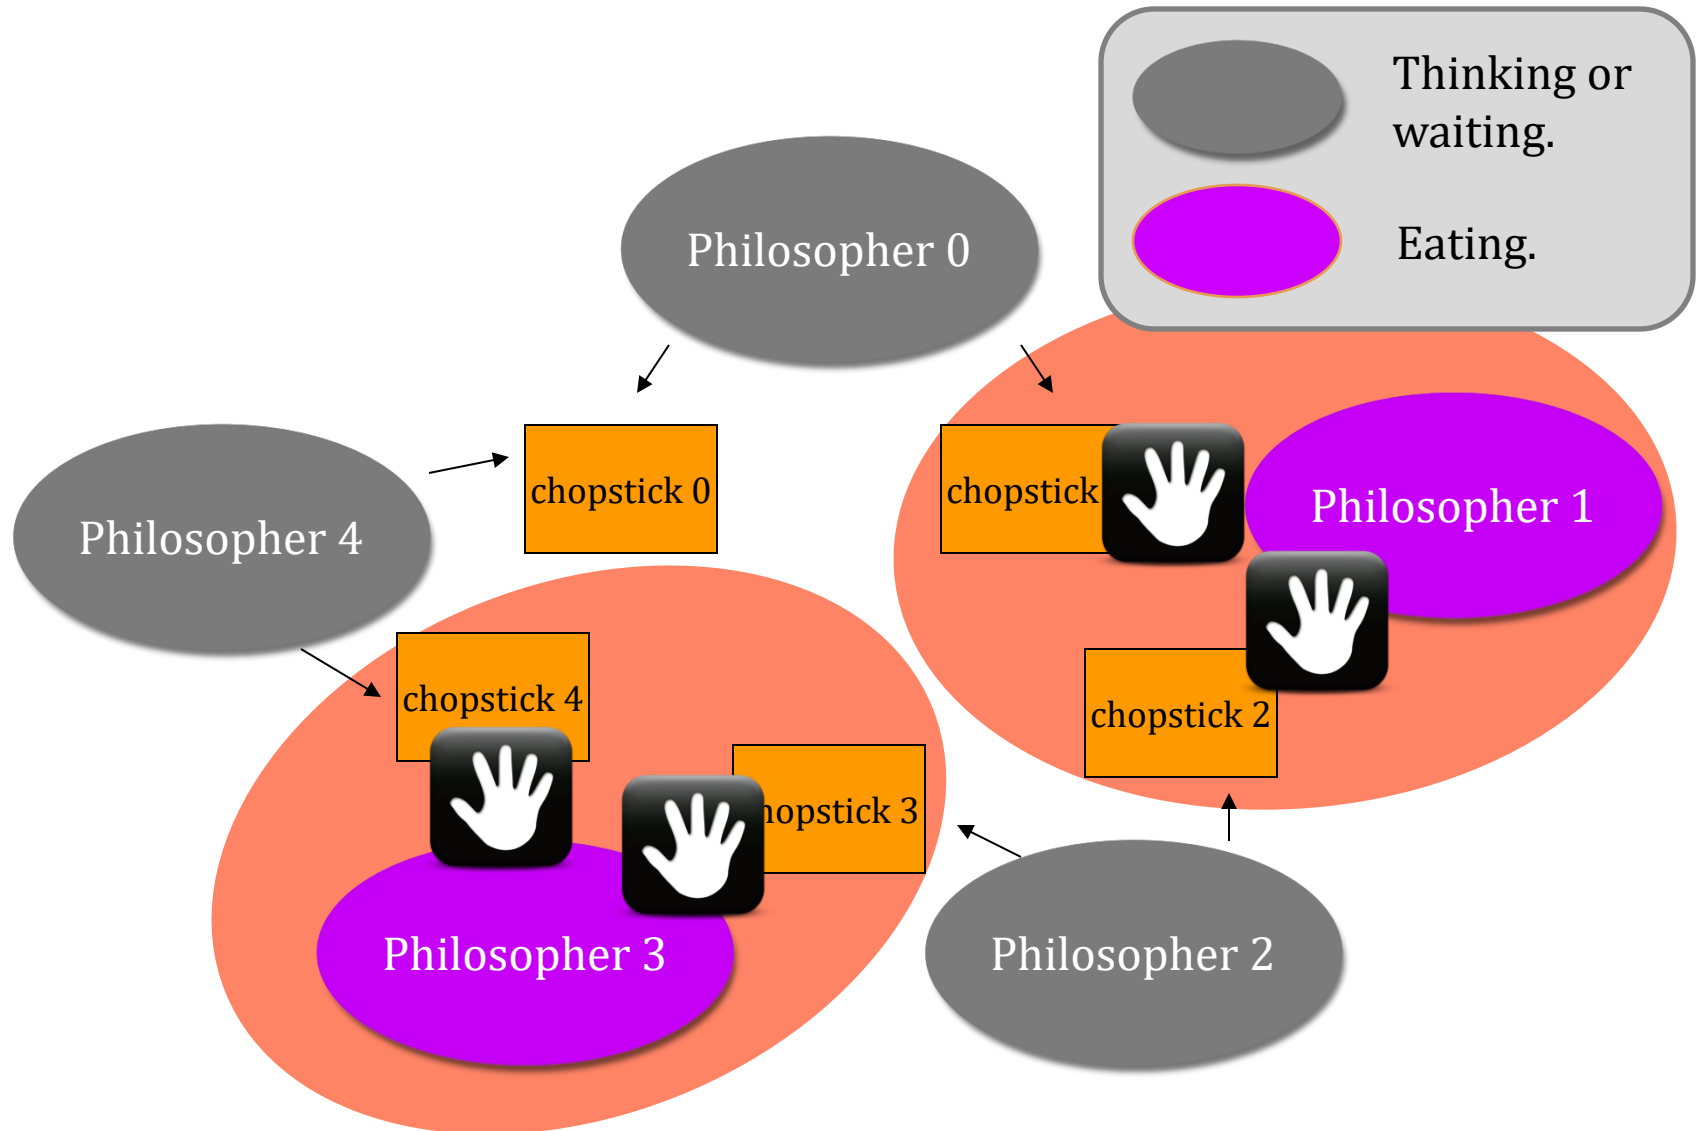 Thinking or
waiting.
Eating.
Philosopher 0
chopstick 0
chopstick
Philosopher 1
Philosopher 4
chopstick 4
chopstick 2
hopstick 3
Philosopher 3
Philosopher 2